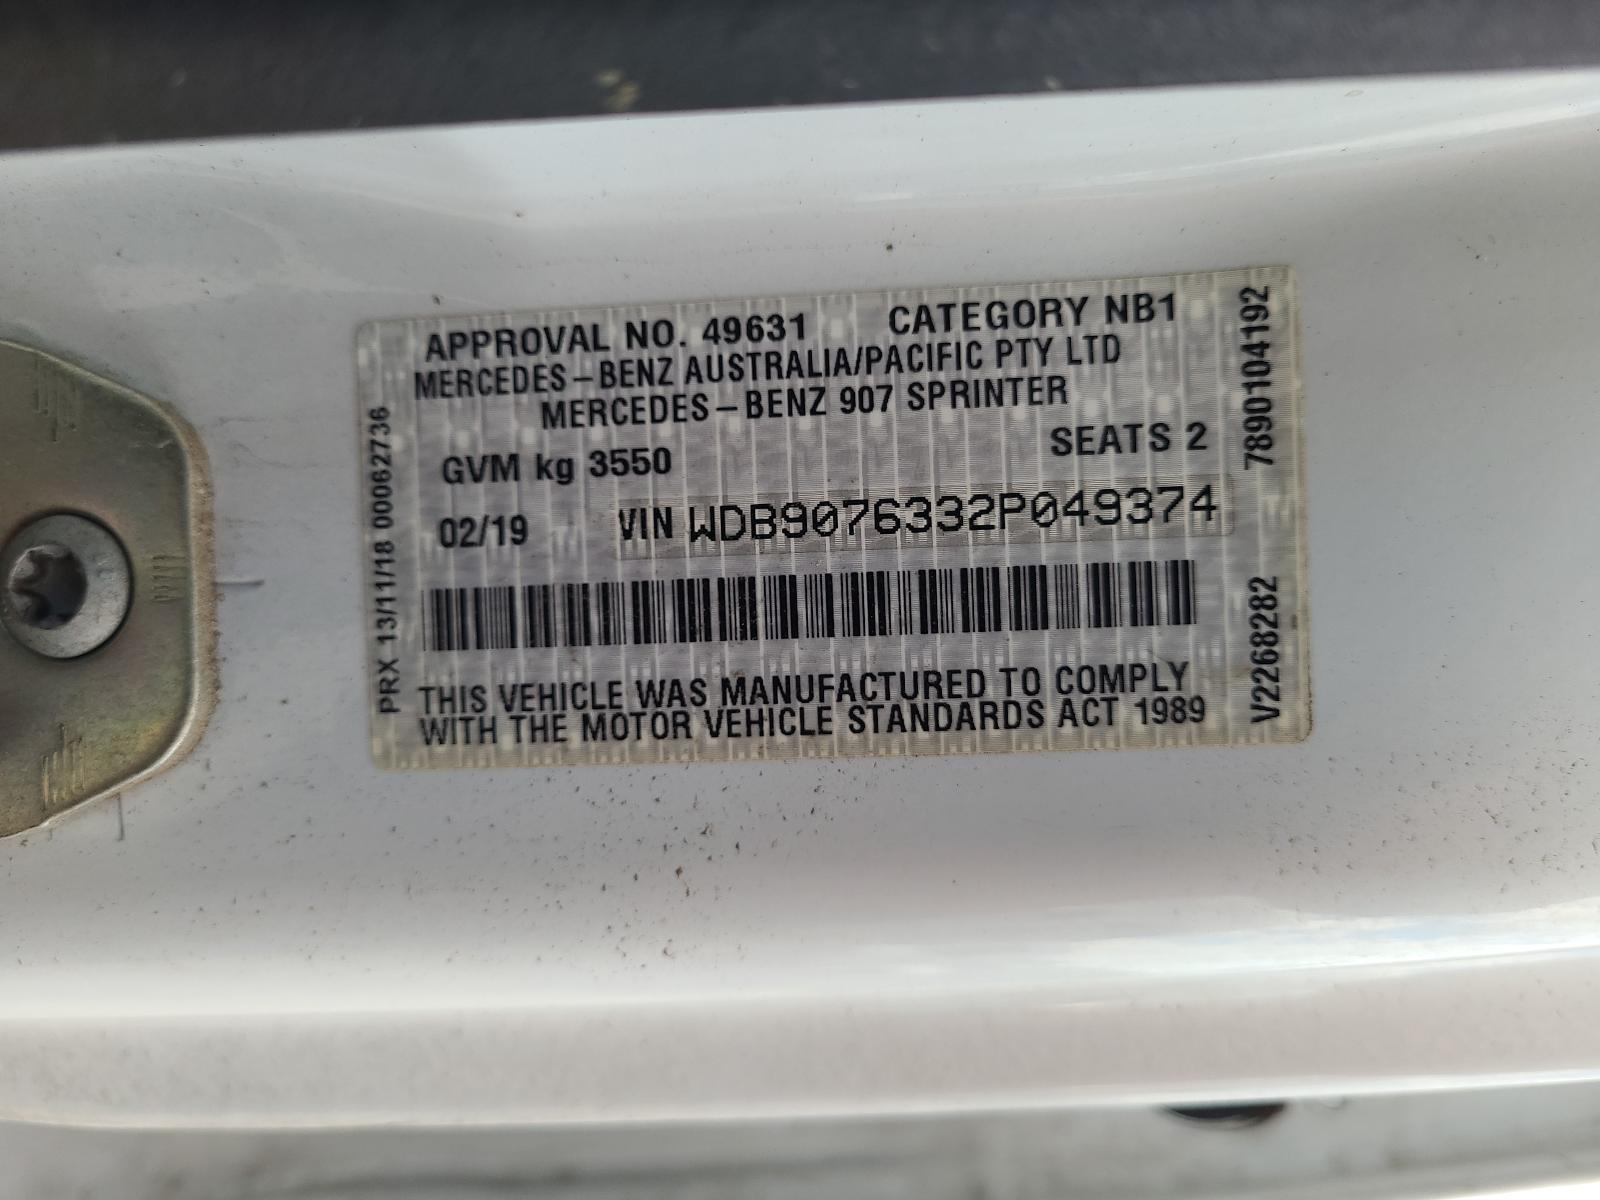 APPROVAL NO. 49631 CATEGORY NB1
MERCEDES-BENZ AUSTRALIA/PACIFIC PTY LTD
MERCEDES-BENZ 907 SPRINTER
GVM kg 3550 SEATS 2
02/19 VIN WDB9076332P049374
THIS VEHICLE WAS MANUFACTURED TO COMPLY
WITH THE MOTOR VEHICLE STANDARDS ACT 1989
PRX 13/11/18 00062736
7890104192
V2268282